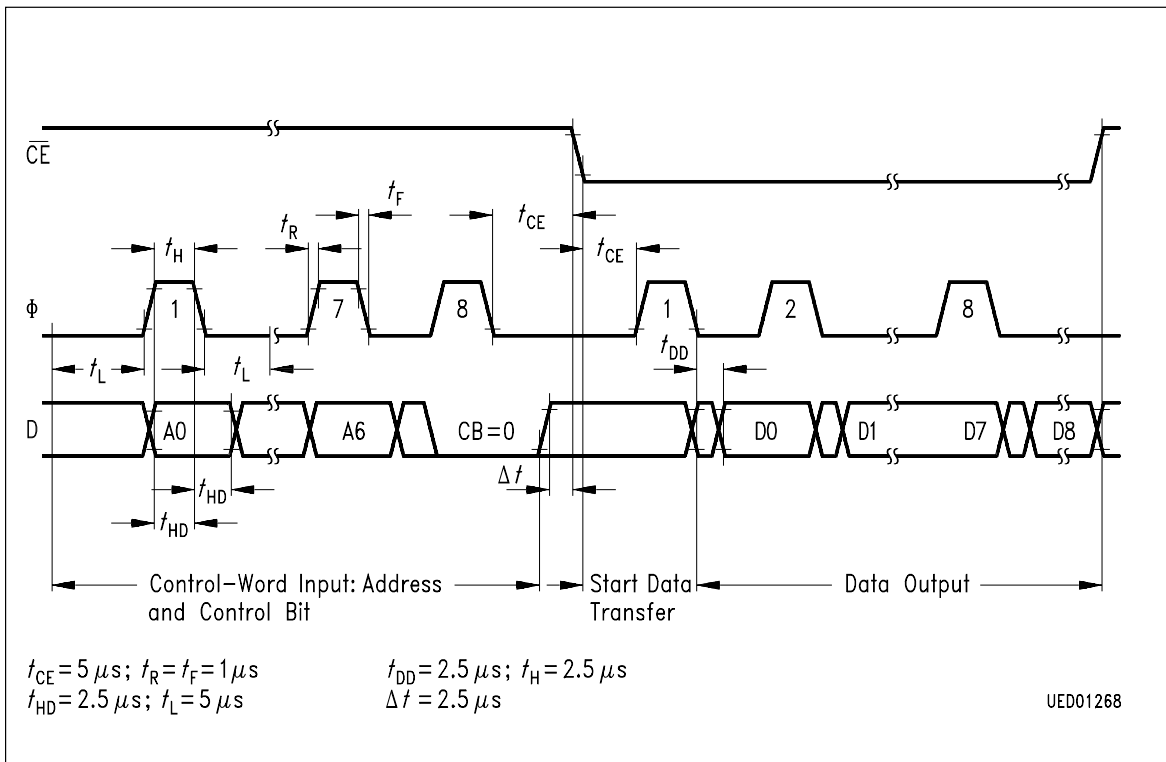 CE
t_F
t_CE
t_R
t_H
t_CE
Φ
1
7
8
1
2
8
t_DD
t_L
t_L
D
A0
A6
CB=0
D0
D1
D7
D8
Δt
t_HD
t_HD
Control–Word Input: Address
and Control Bit
Start Data
Transfer
Data Output
t_CE = 5 μs; t_R = t_F = 1 μs
t_DD = 2.5 μs; t_H = 2.5 μs
t_HD = 2.5 μs; t_L = 5 μs
Δt = 2.5 μs
UED01268